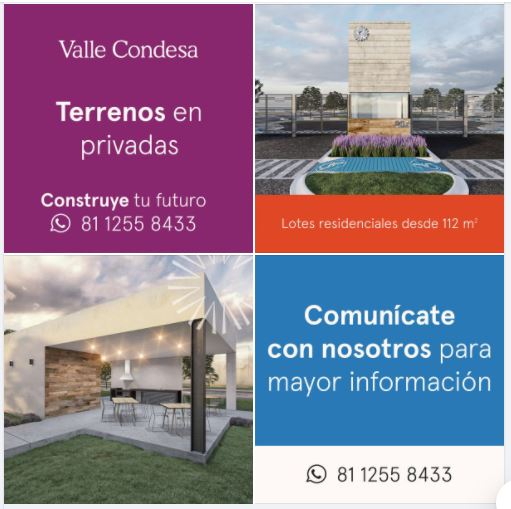 Valle Condesa
Terrenos en
privadas
Construye tu futuro
81 1255 8433
Lotes residenciales desde 112 m²
Comunícate
con nosotros para
mayor información
81 1255 8433